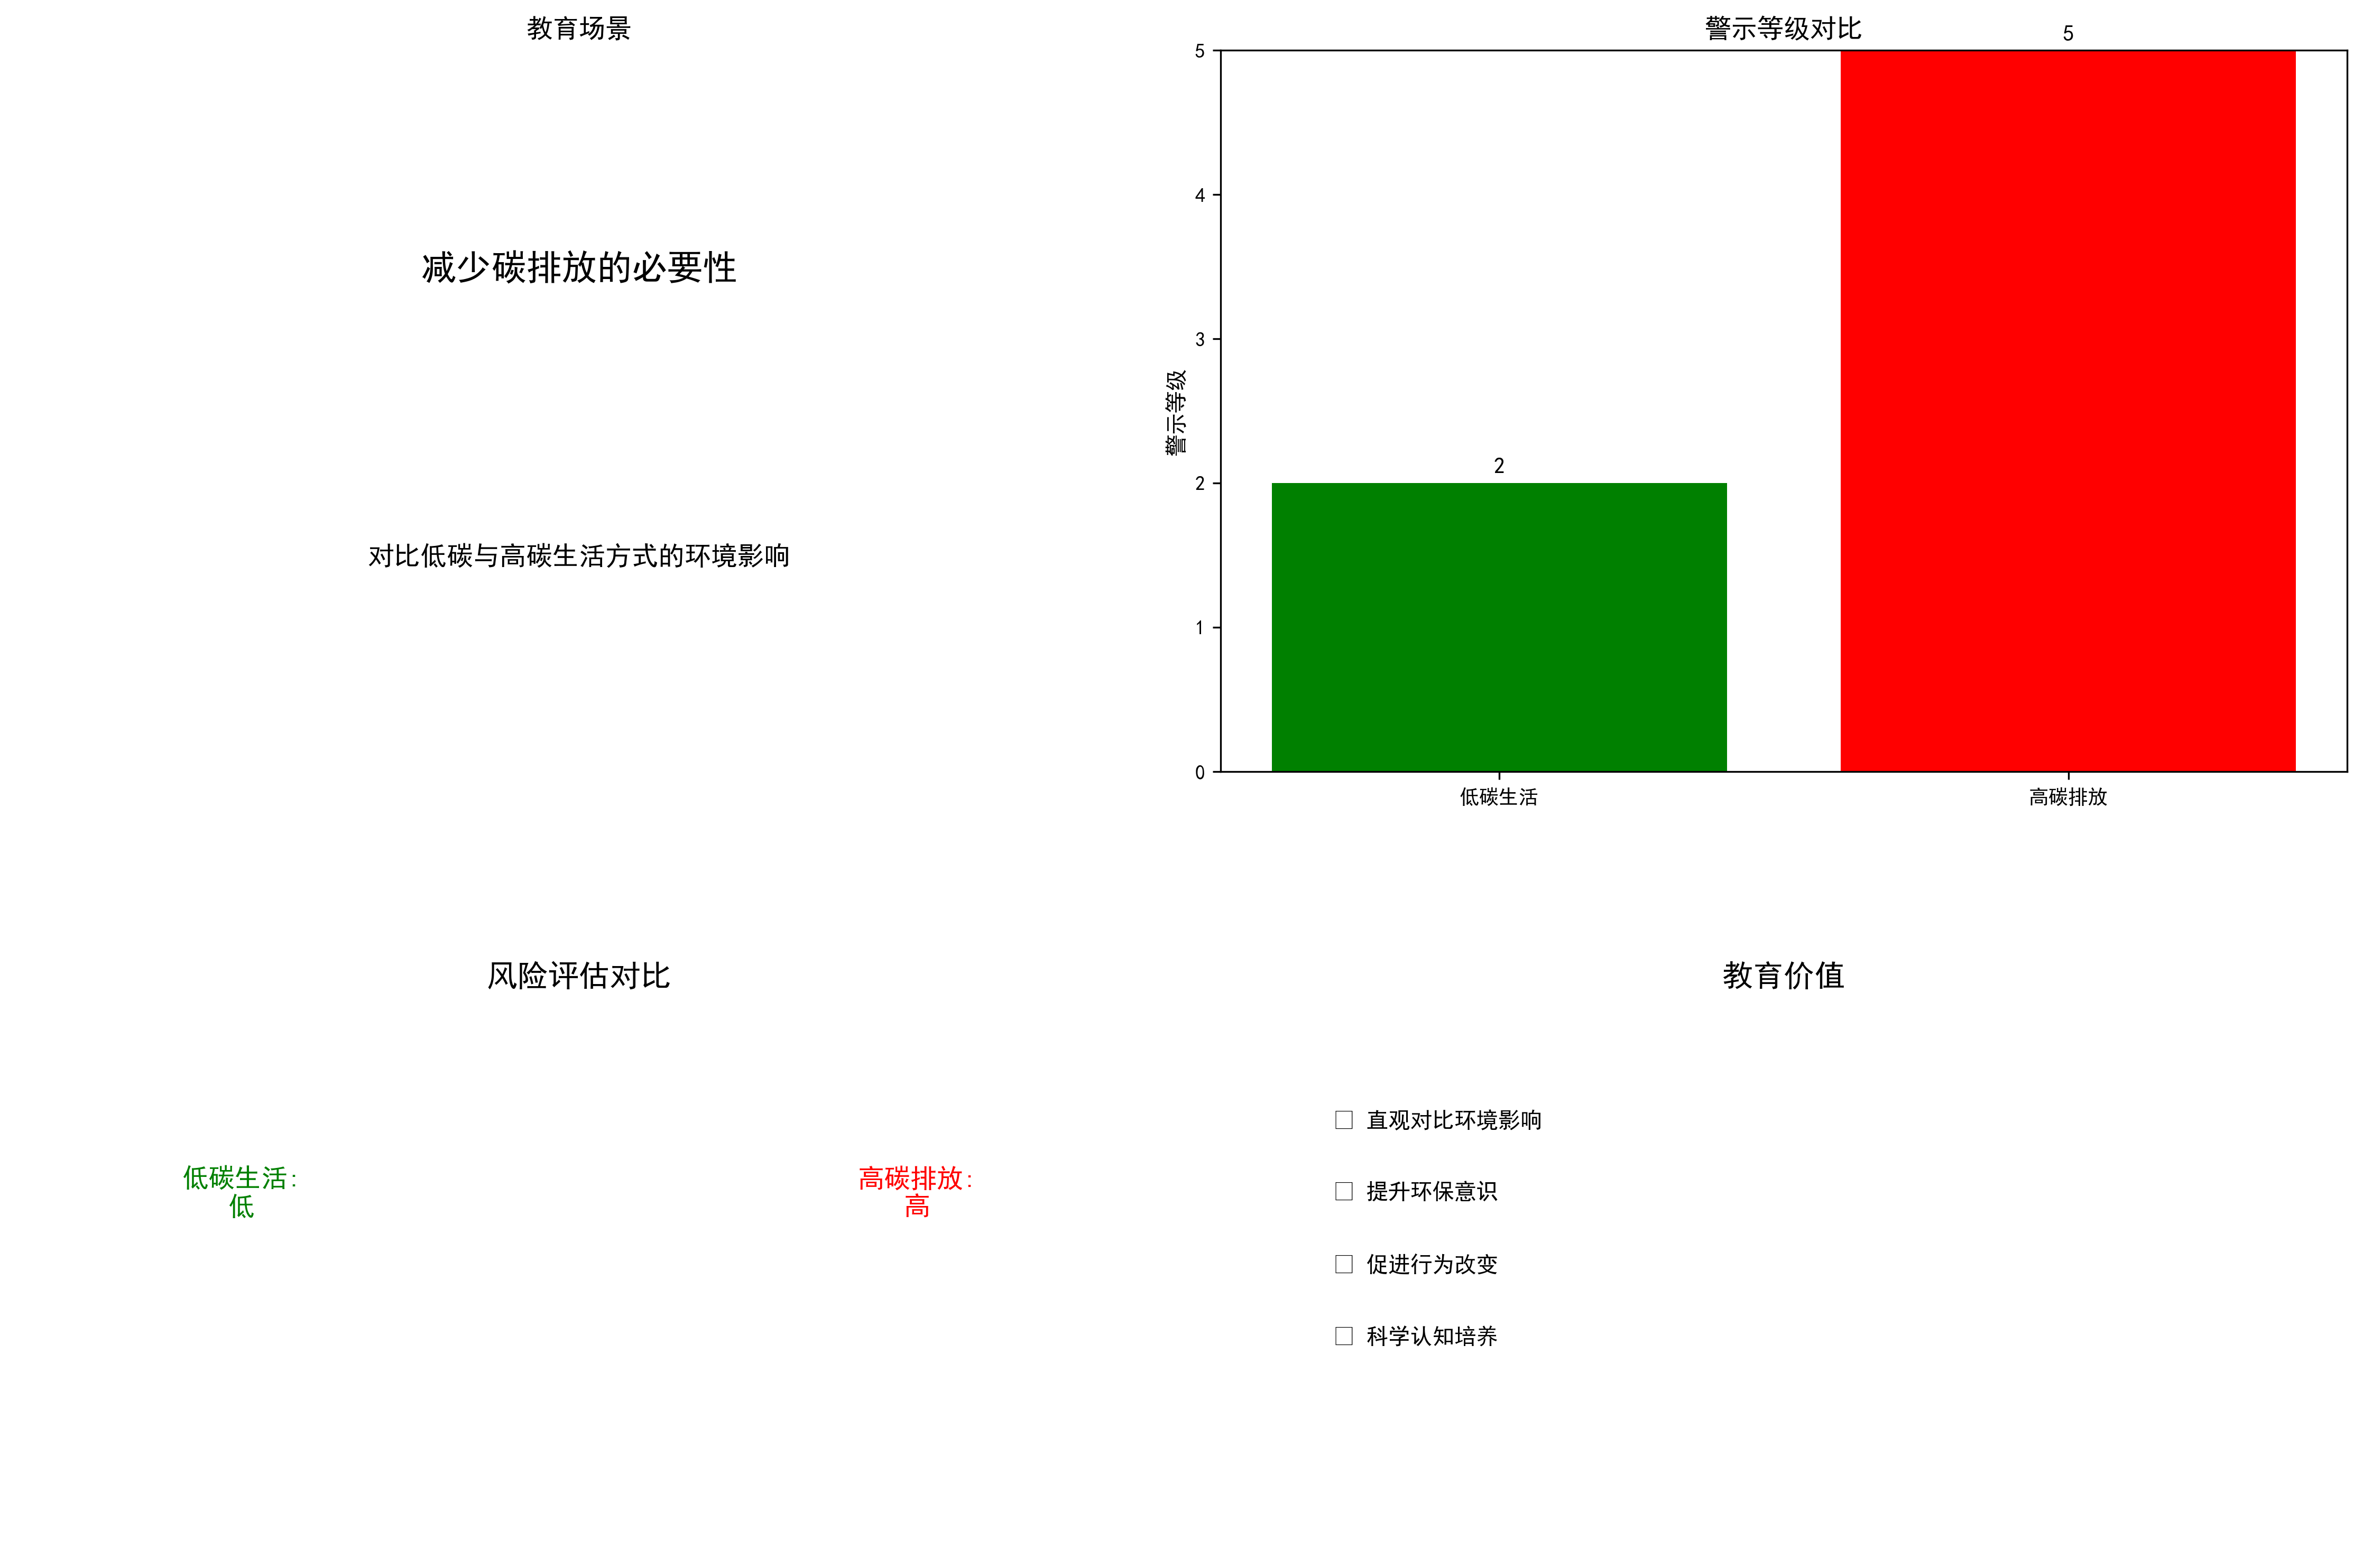 教育场景
减少碳排放的必要性
对比低碳与高碳生活方式的环境影响
警示等级对比
5
5
4
3
2
1
0
警示等级
2
低碳生活
高碳排放
风险评估对比
低碳生活:
低
高碳排放:
高
教育价值
□ 直观对比环境影响
□ 提升环保意识
□ 促进行为改变
□ 科学认知培养